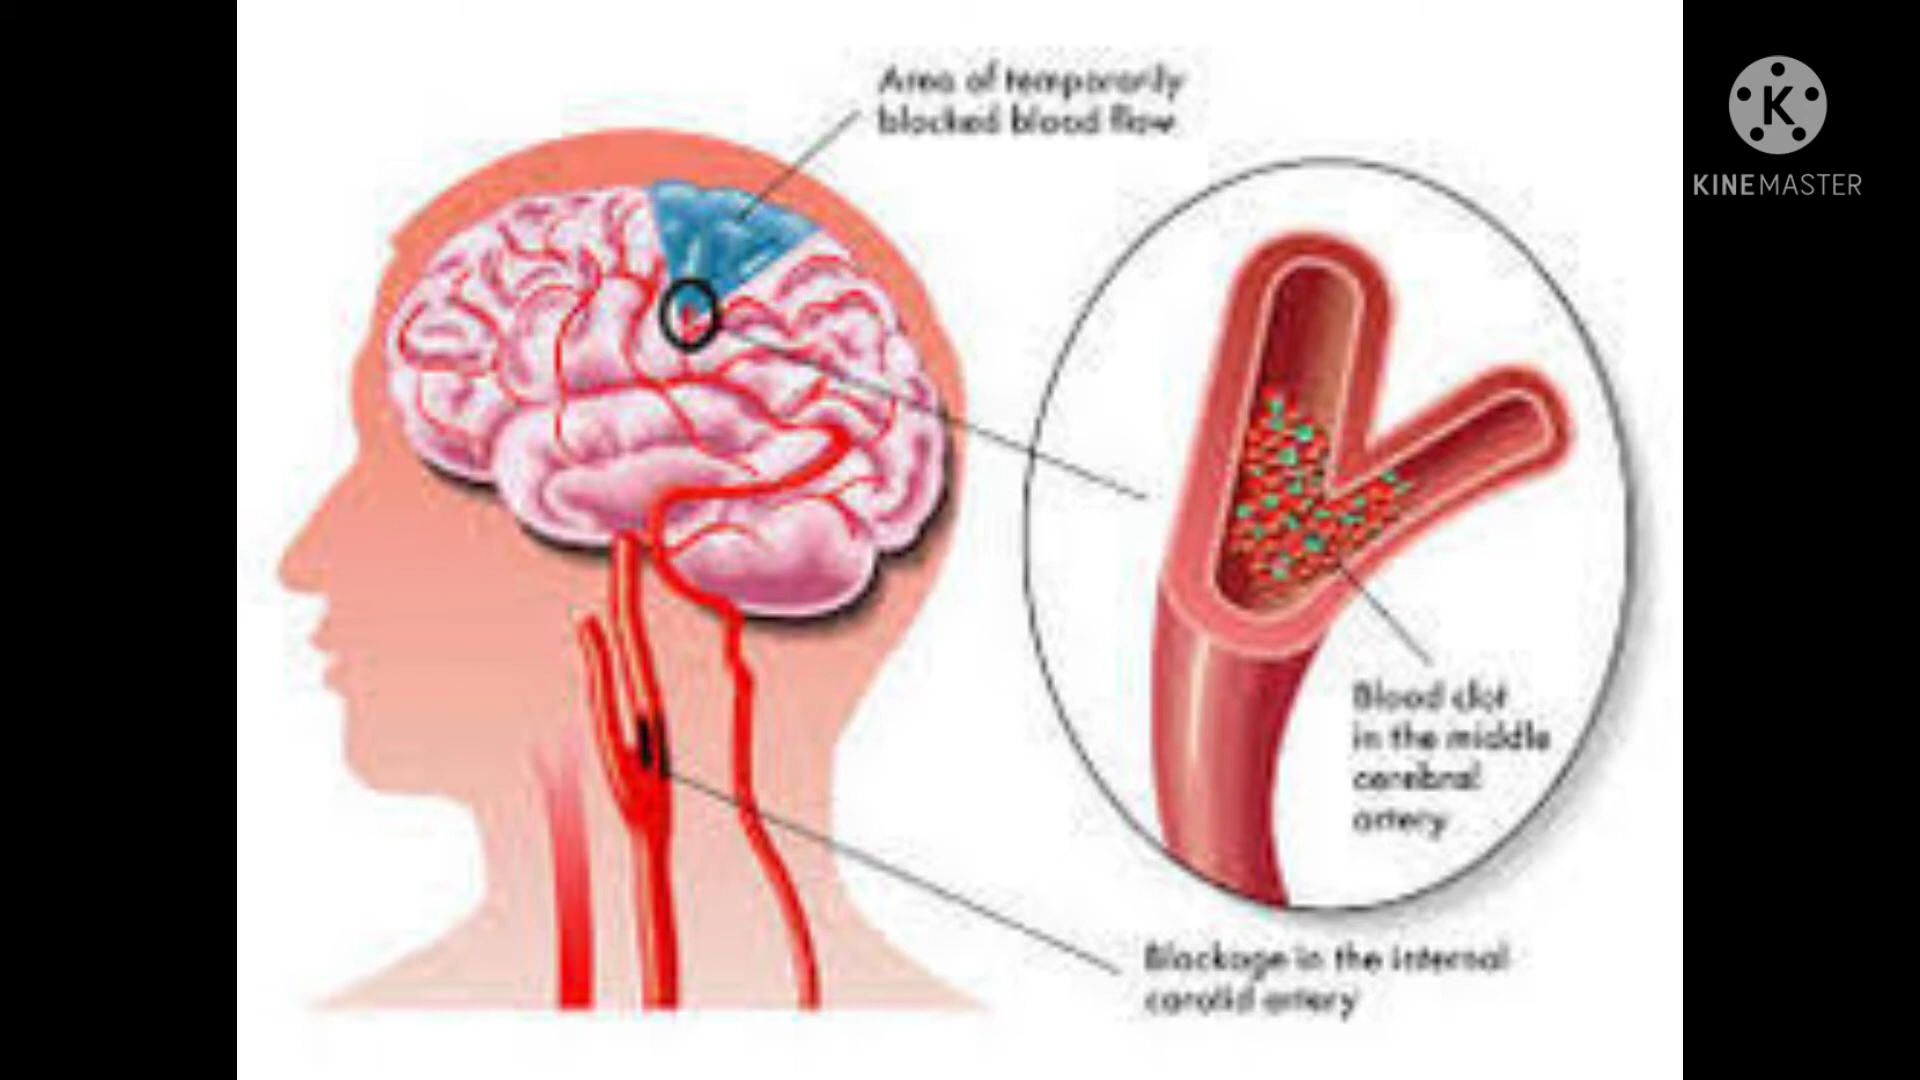 Area of temporarily
blocked blood flow
KINEMASTER
Blood clot
in the middle
cerebral
artery
Blockage in the internal
carotid artery